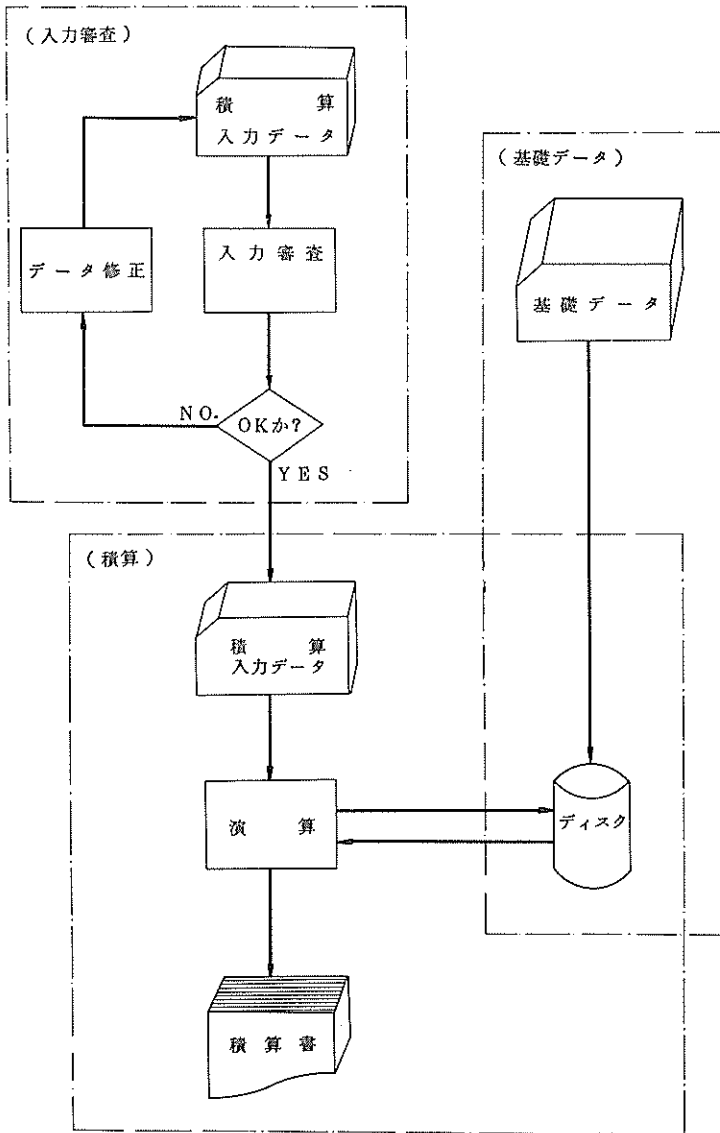 (入力審査)
積算
入力データ
データ修正
入力審査
NO.
OKか?
YES
(基礎データ)
基礎データ
(積算)
積算
入力データ
演算
ディスク
積算書